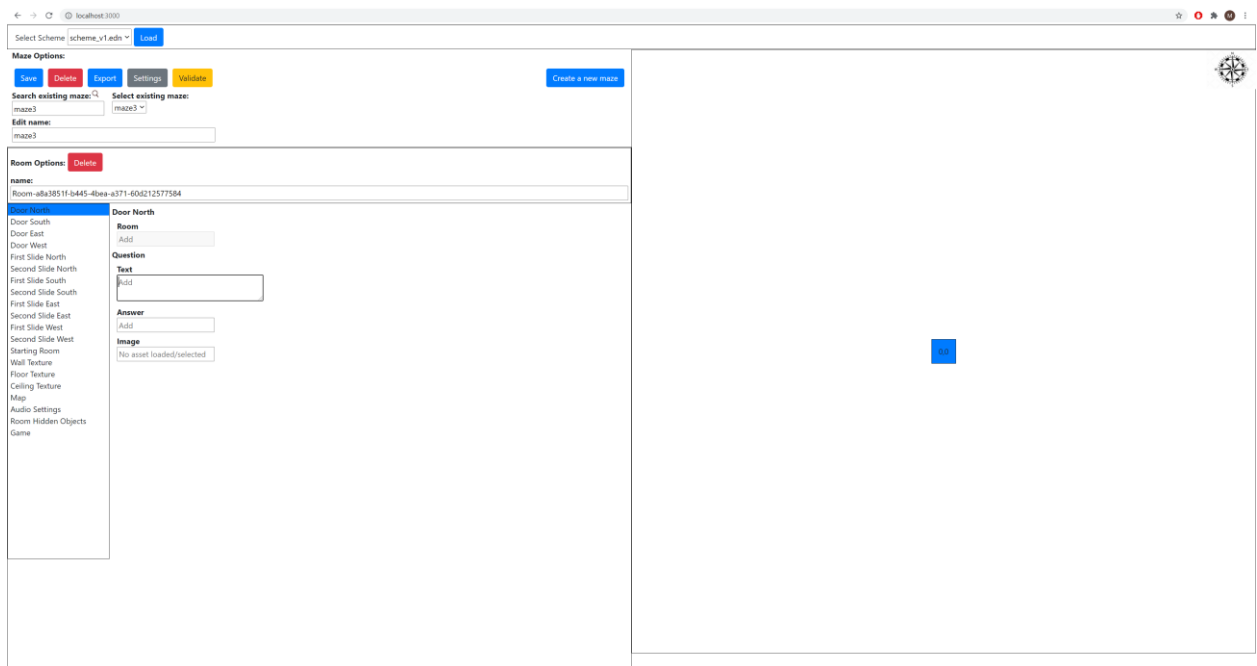 localhost:3000
M
Select Scheme scheme_v1.edn Load
Maze Options:
Save Delete Export Settings Validate Create a new maze
Search existing maze: Select existing maze:
maze3 maze3
Edit name:
maze3
Room Options: Delete
name:
Room-a8a3851f-b445-4bea-a371-60d212577584
Door North
Door South
Door East
Door West
First Slide North
Second Slide North
First Slide South
Second Slide South
First Slide East
Second Slide East
First Slide West
Second Slide West
Starting Room
Wall Texture
Floor Texture
Ceiling Texture
Map
Audio Settings
Room Hidden Objects
Game
Door North
Room
Add
Question
Text
Add
Answer
Add
Image
No asset loaded/selected
0,0